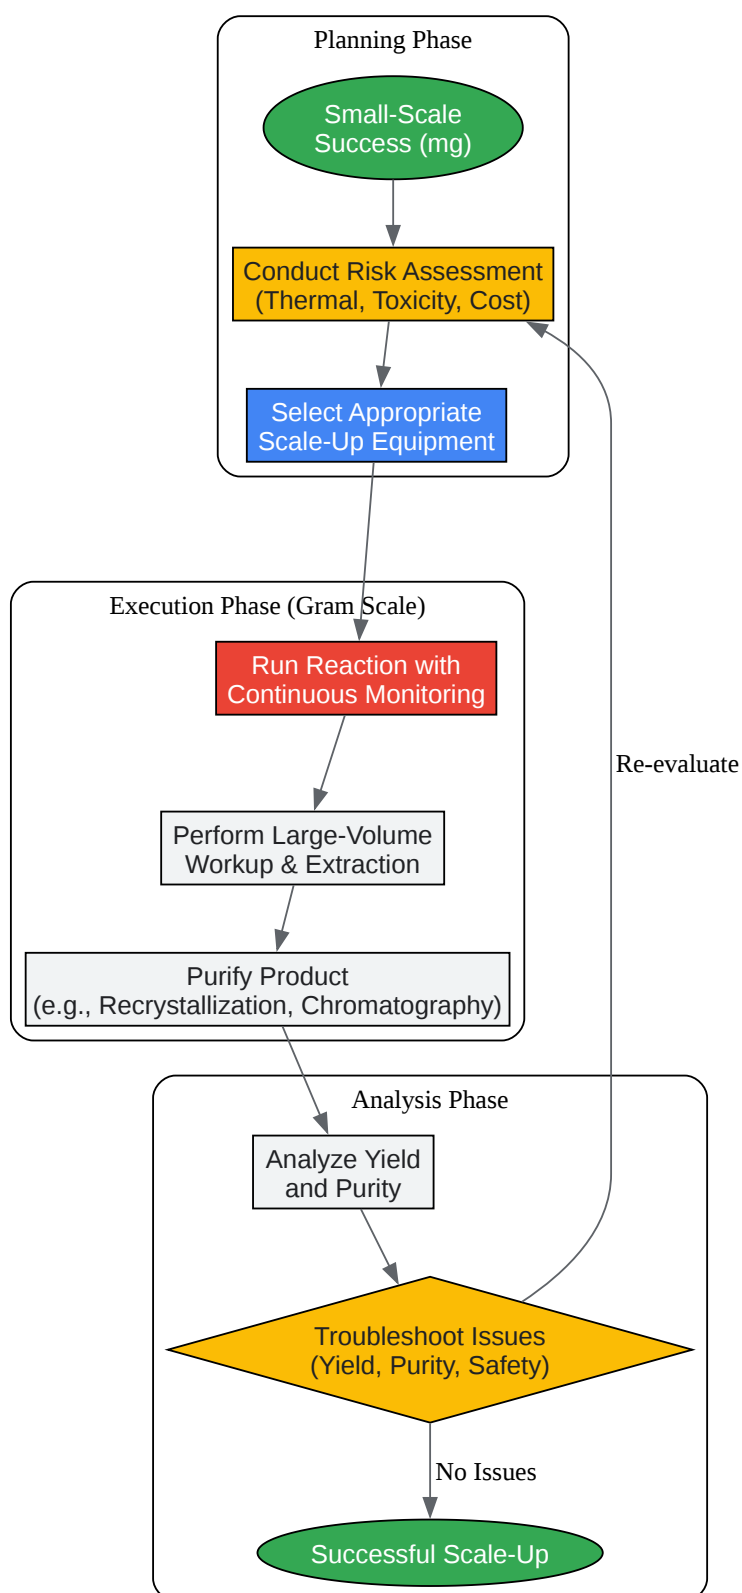 Planning Phase
Small-Scale
Success (mg)
Conduct Risk Assessment
(Thermal, Toxicity, Cost)
Select Appropriate
Scale-Up Equipment
Execution Phase (Gram Scale)
Run Reaction with
Continuous Monitoring
Re-evaluate
Perform Large-Volume
Workup & Extraction
Purify Product
(e.g., Recrystallization, Chromatography)
Analysis Phase
Analyze Yield
and Purity
Troubleshoot Issues
(Yield, Purity, Safety)
No Issues
Successful Scale-Up